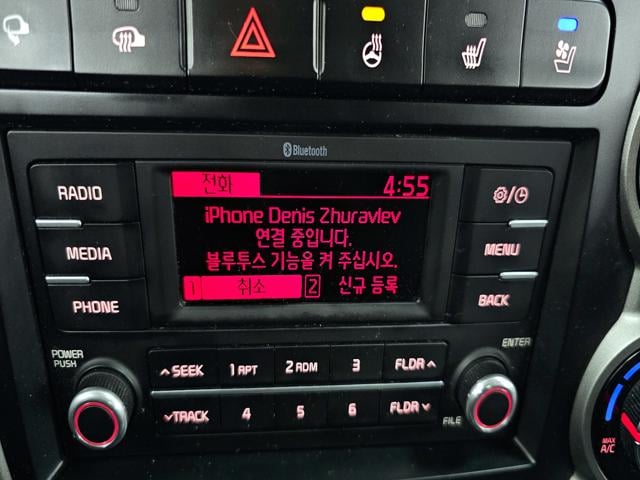 Bluetooth
RADIO
MEDIA
PHONE
전화
4:55
iPhone Denis Zhuravlev
연결 중입니다.
블루투스 기능을 켜 주십시오.
1 취소 2 신규 등록
MENU
BACK
POWER
PUSH
ENTER
∧SEEK 1 RPT 2 RDM 3 FLDR∧
∨TRACK 4 5 6 FLDR∨
FILE
MAX
A/C